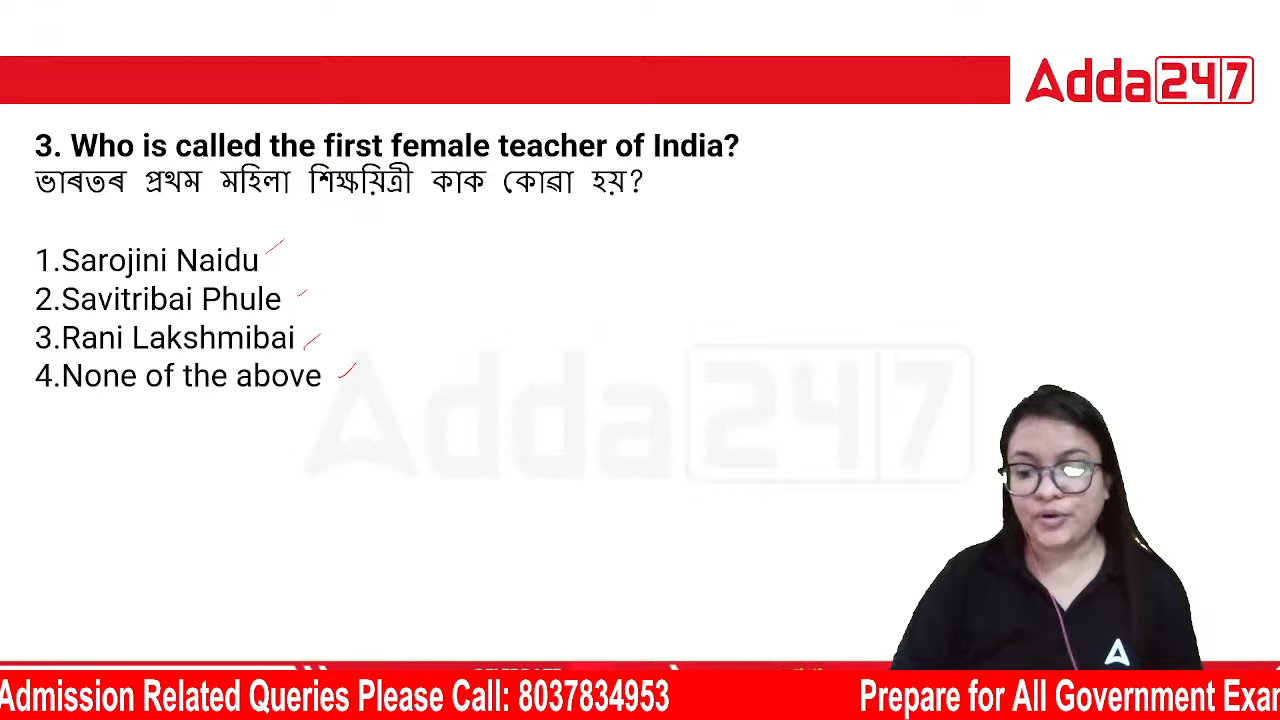 Adda247
3. Who is called the first female teacher of India?
ভাৰতৰ প্ৰথম মহিলা শিক্ষয়িত্ৰী কাক কোৱা হয়?
1.Sarojini Naidu
2.Savitribai Phule
3.Rani Lakshmibai
4.None of the above
Adda247
Admission Related Queries Please Call: 8037834953 Prepare for All Government Exar